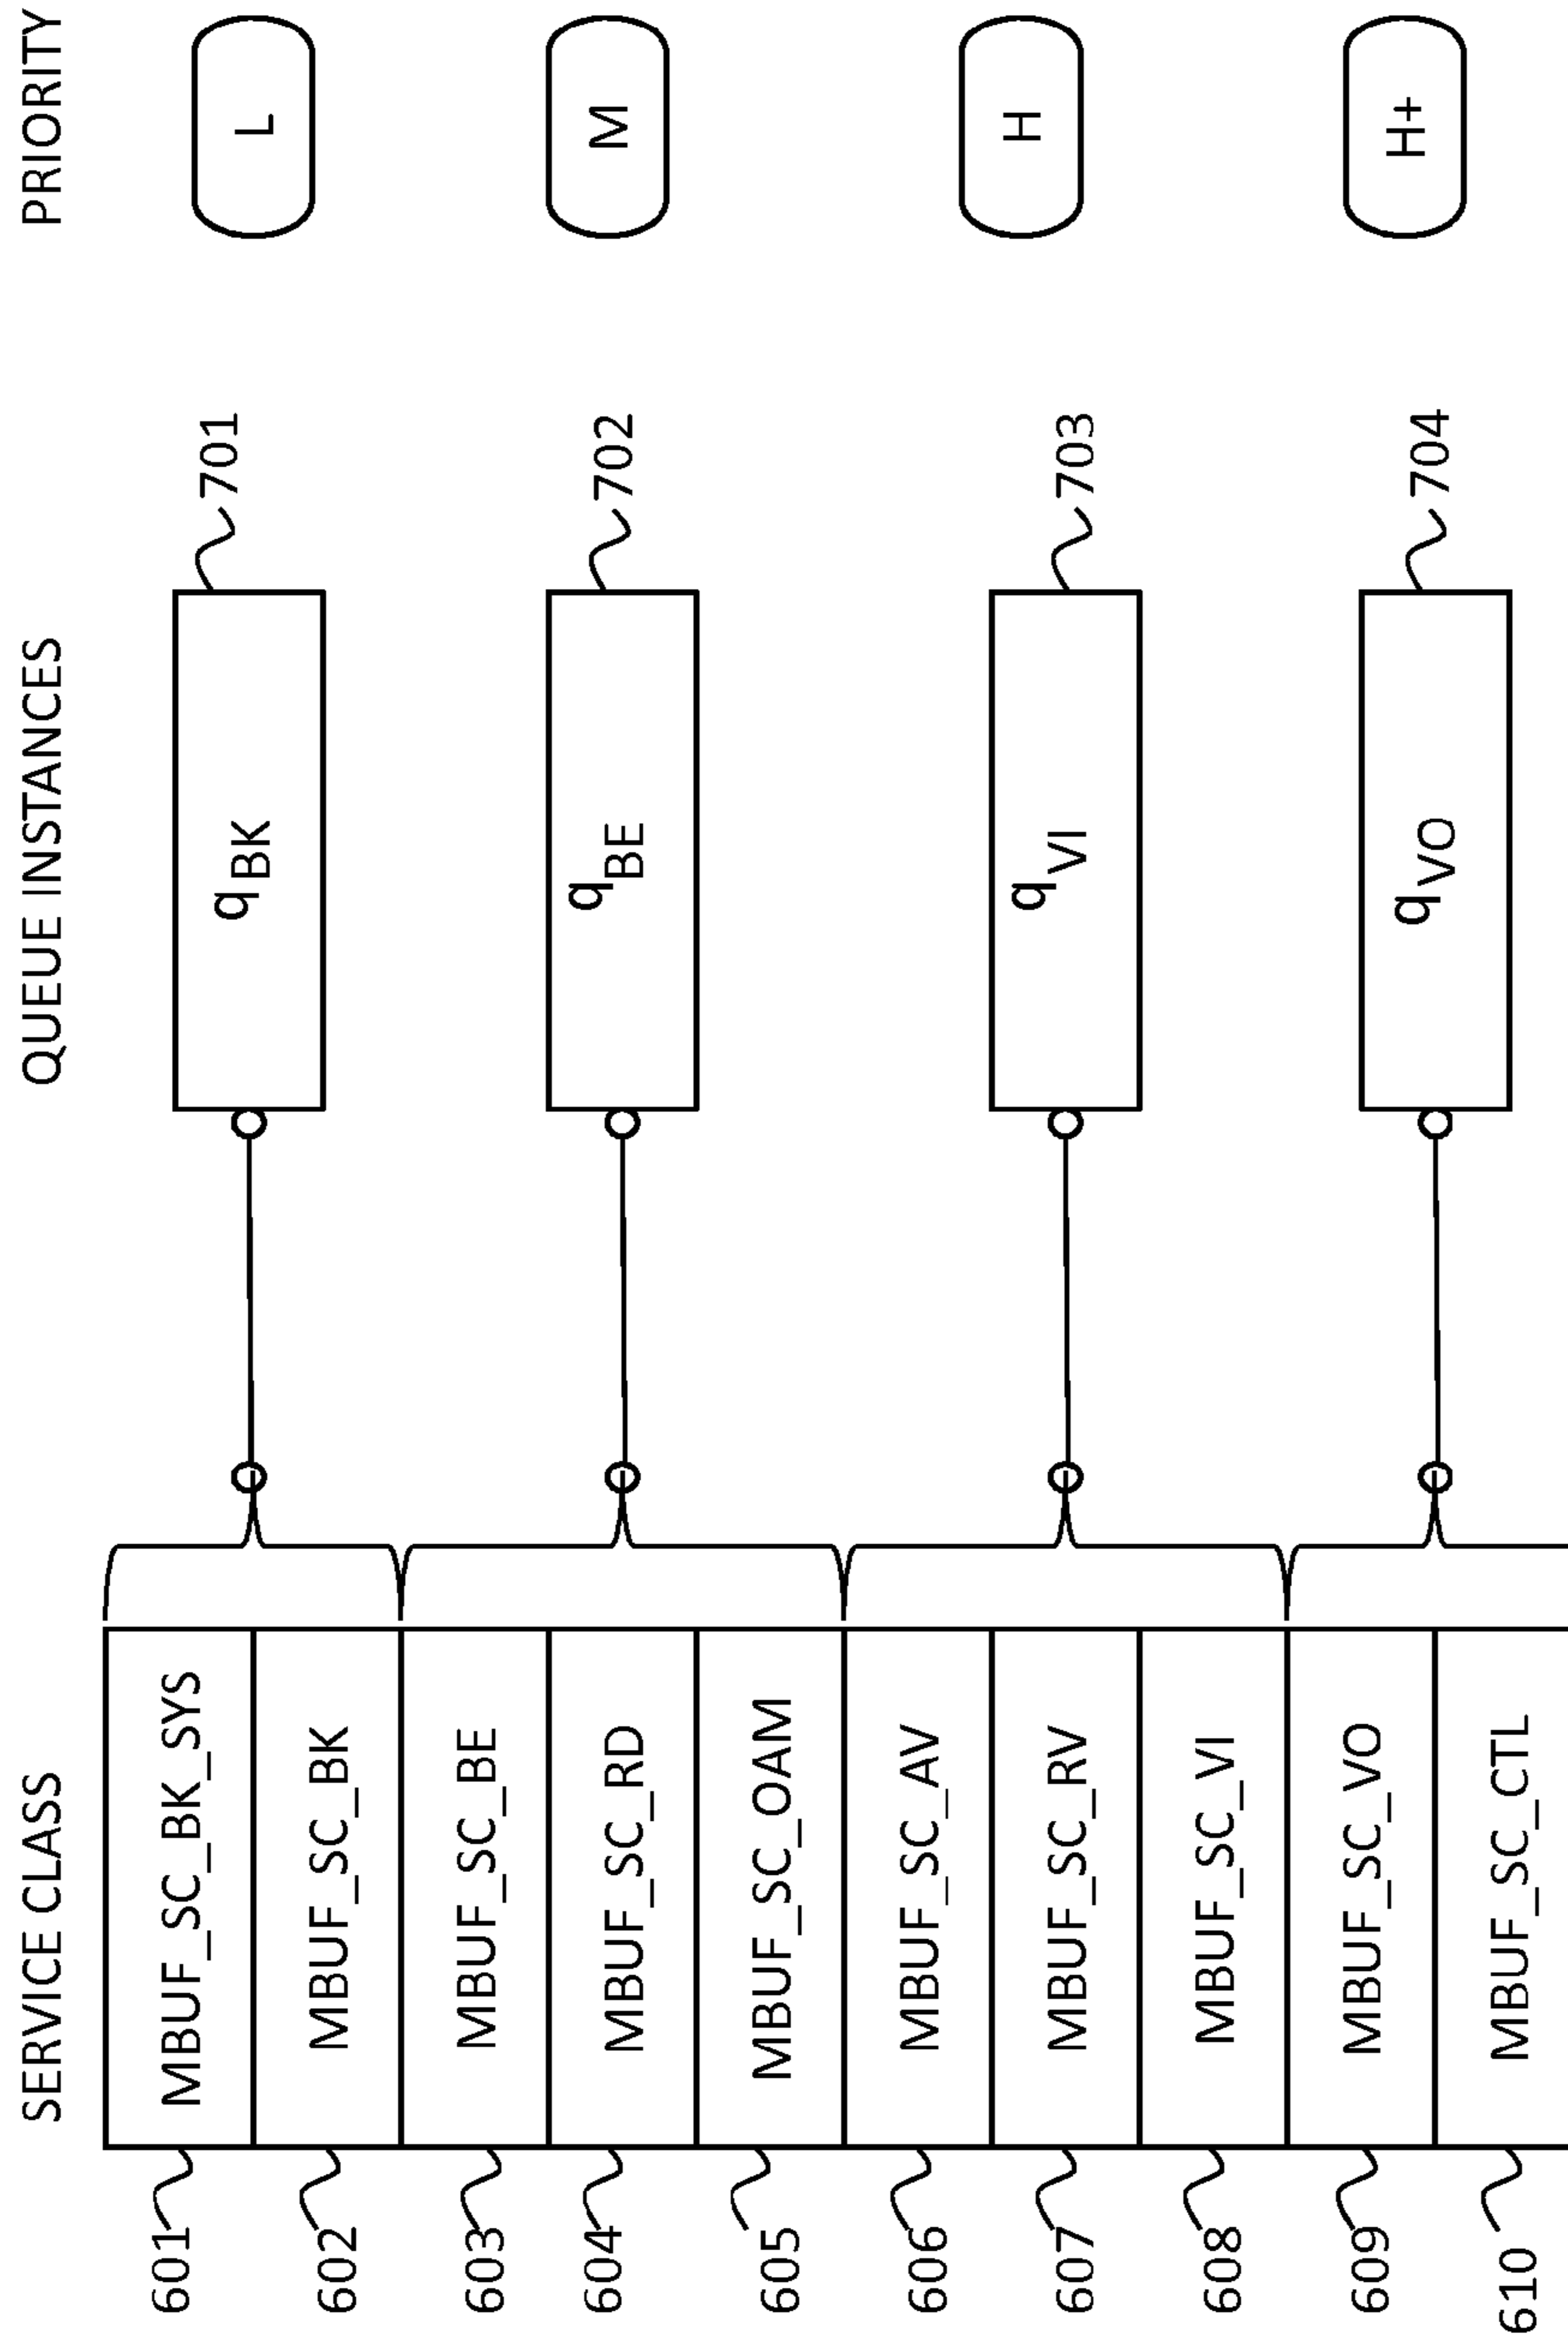 SERVICE CLASS
QUEUE INSTANCES
PRIORITY
601
MBUF_SC_BK_SYS
602
MBUF_SC_BK
qBK
701
L
603
MBUF_SC_BE
604
MBUF_SC_RD
605
MBUF_SC_OAM
qBE
702
M
606
MBUF_SC_AV
607
MBUF_SC_RV
608
MBUF_SC_VI
qVI
703
H
609
MBUF_SC_VO
610
MBUF_SC_CTL
qVO
704
H+